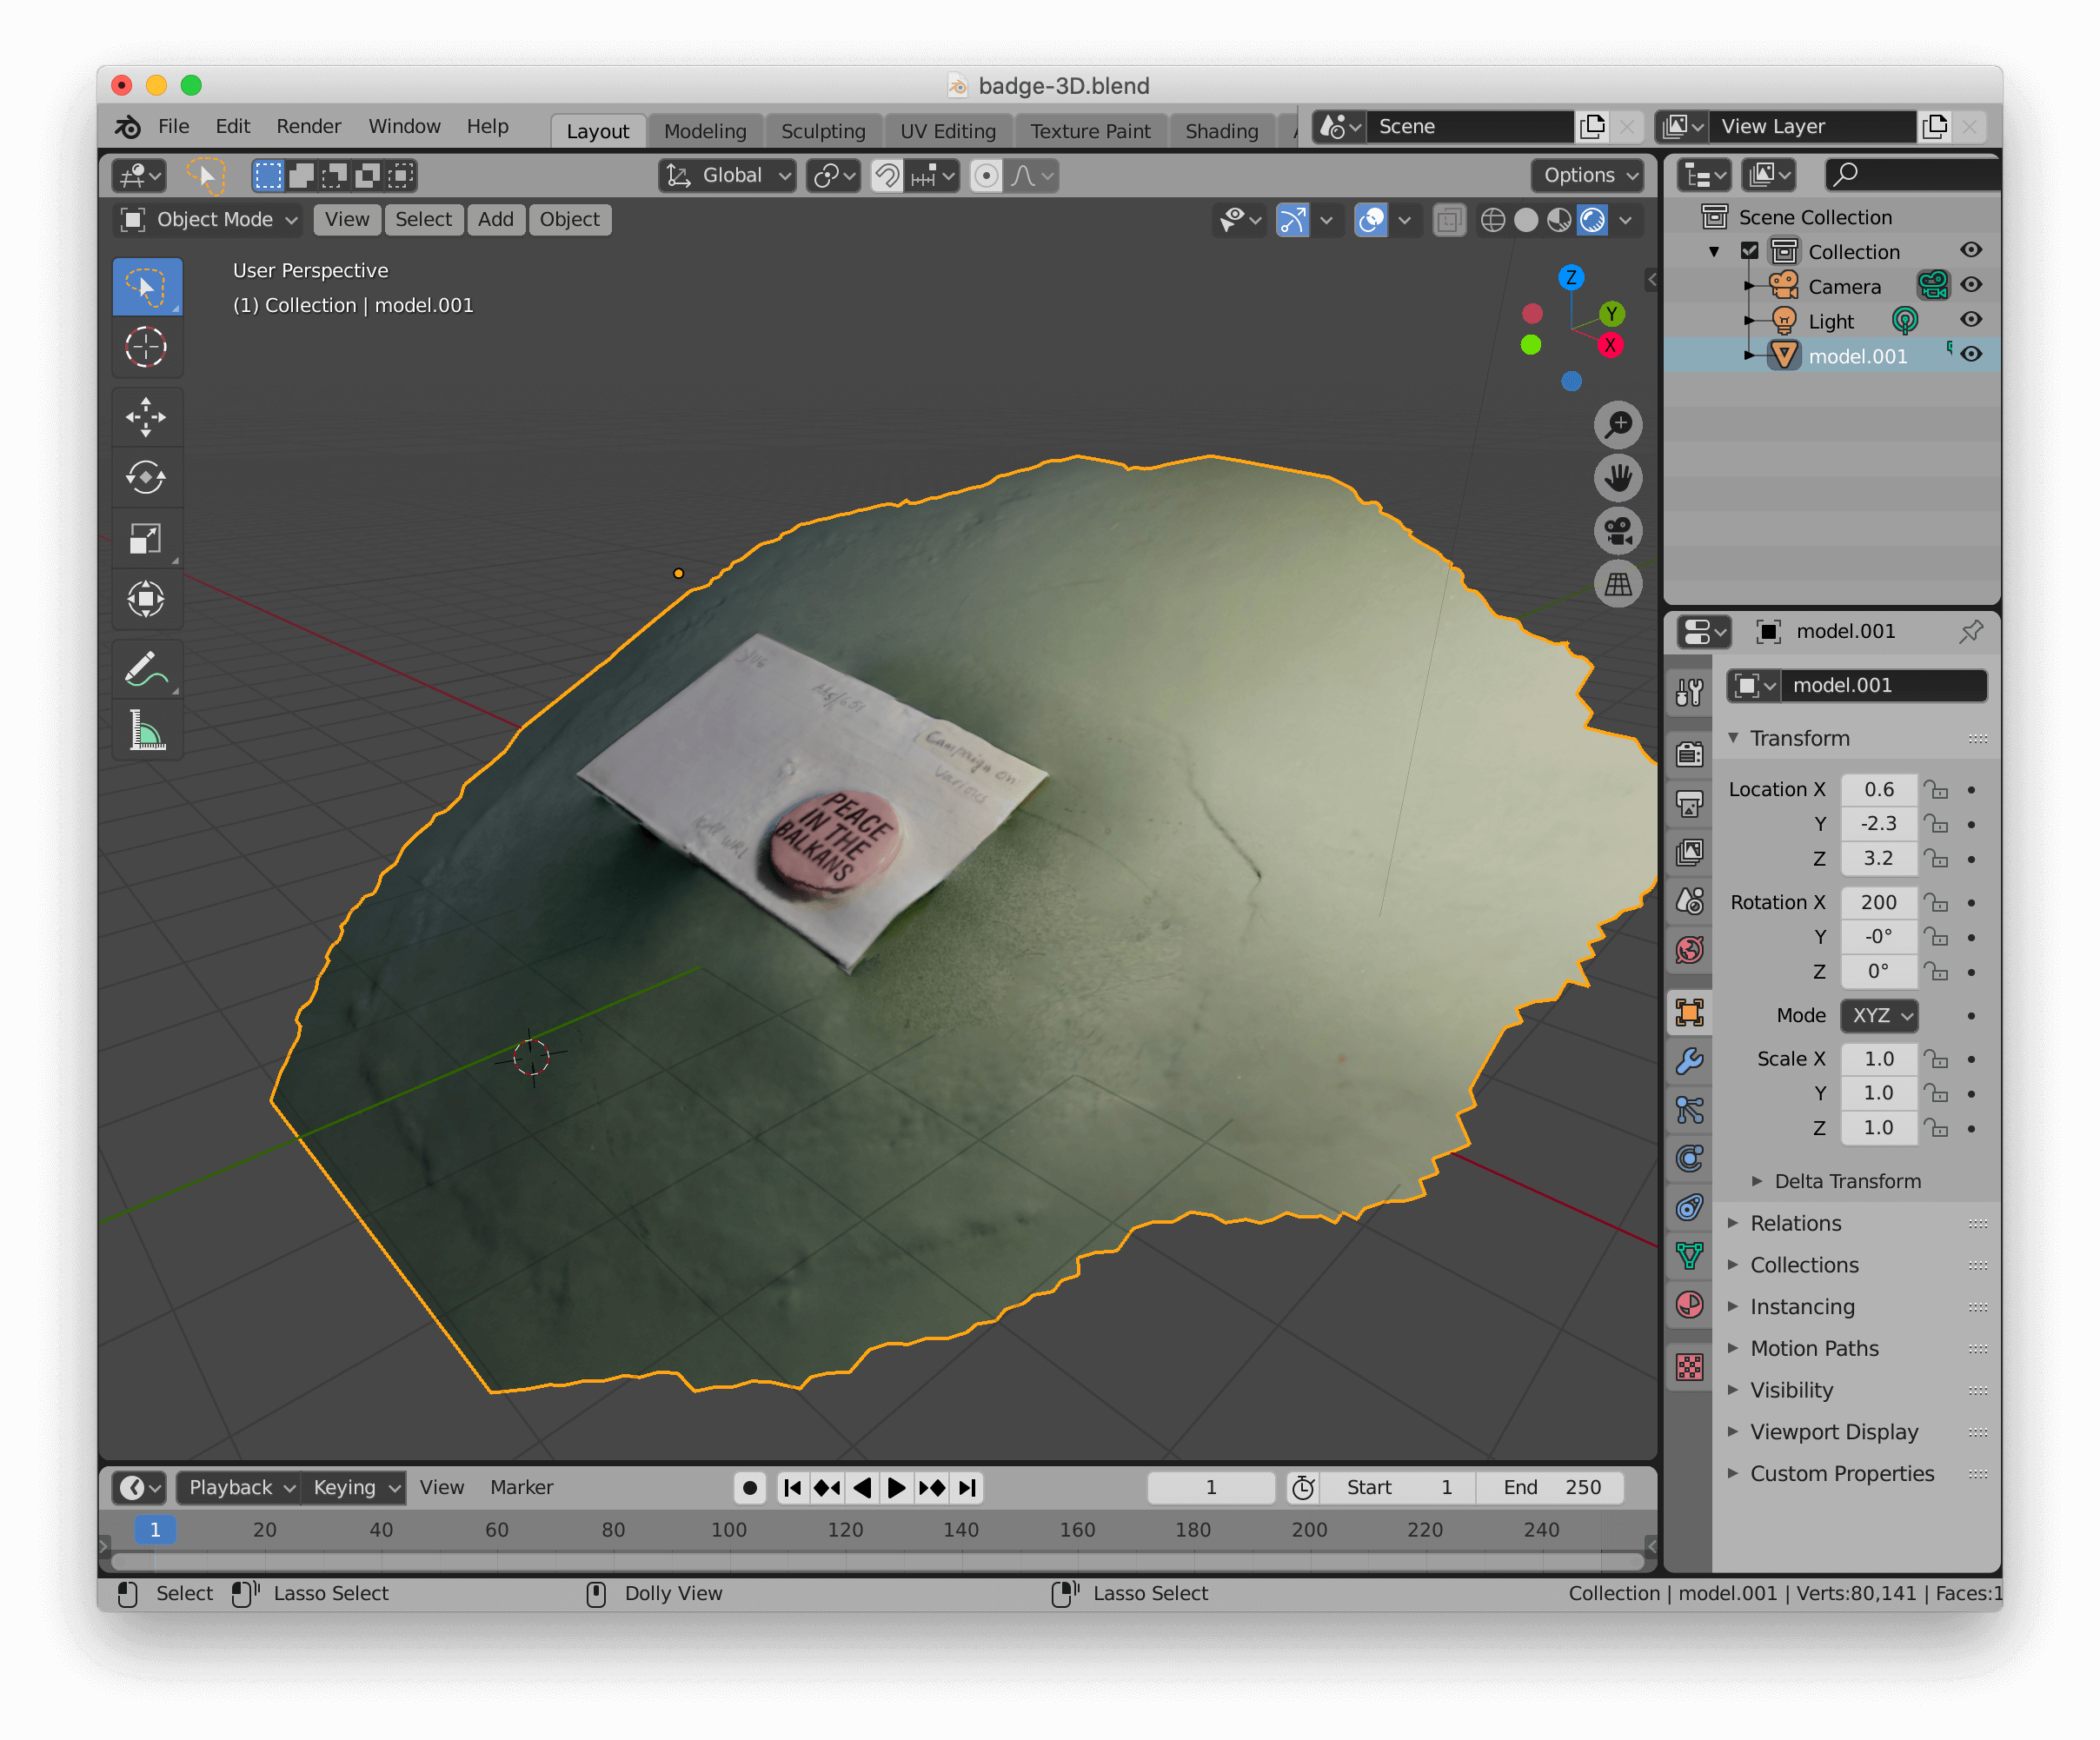 badge-3D.blend
File Edit Render Window Help Layout Modeling Sculpting UV Editing Texture Paint Shading Scene View Layer
Global Options
Object Mode View Select Add Object
User Perspective
(1) Collection | model.001
Z
Y
X
Scene Collection
Collection
Camera
Light
model.001
Campaign on
various
PEACE
IN THE
BALKANS
model.001
model.001
Transform
Location X 0.6
Y -2.3
Z 3.2
Rotation X 200
Y -0°
Z 0°
Mode XYZ
Scale X 1.0
Y 1.0
Z 1.0
Delta Transform
Relations
Collections
Instancing
Motion Paths
Visibility
Viewport Display
Custom Properties
Playback Keying View Marker 1 Start 1 End 250
1 20 40 60 80 100 120 140 160 180 200 220 240
Select Lasso Select Dolly View Lasso Select Collection | model.001 | Verts:80,141 | Faces:1